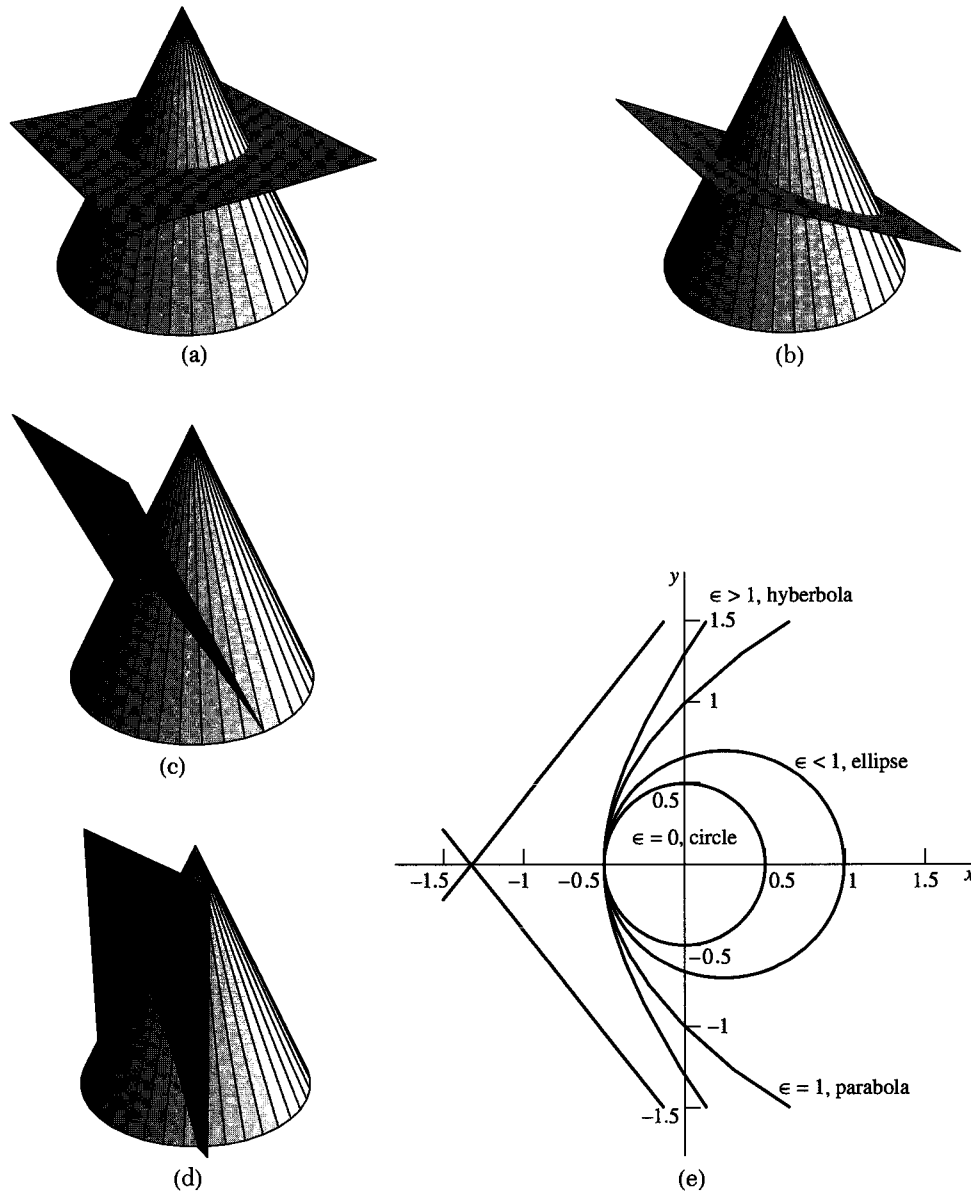 (a)
(b)
(c)
(d)
y
ϵ > 1, hyberbola
1.5
1
ϵ < 1, ellipse
0.5
ϵ = 0, circle
−1.5
−1
−0.5
0.5
1
1.5
x
−0.5
−1
ϵ = 1, parabola
−1.5
(e)